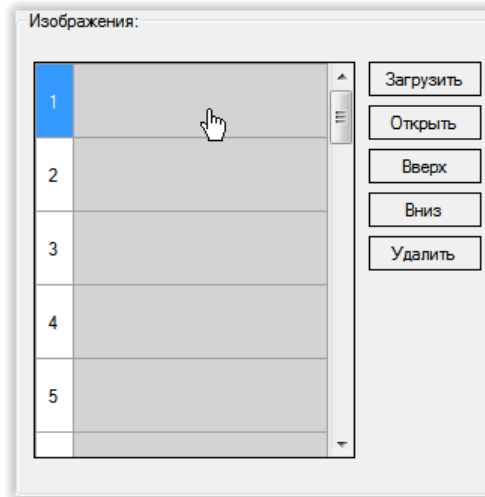 Изображения:
1
Загрузить
Открыть
2
Вверх
Вниз
3
Удалить
4
5